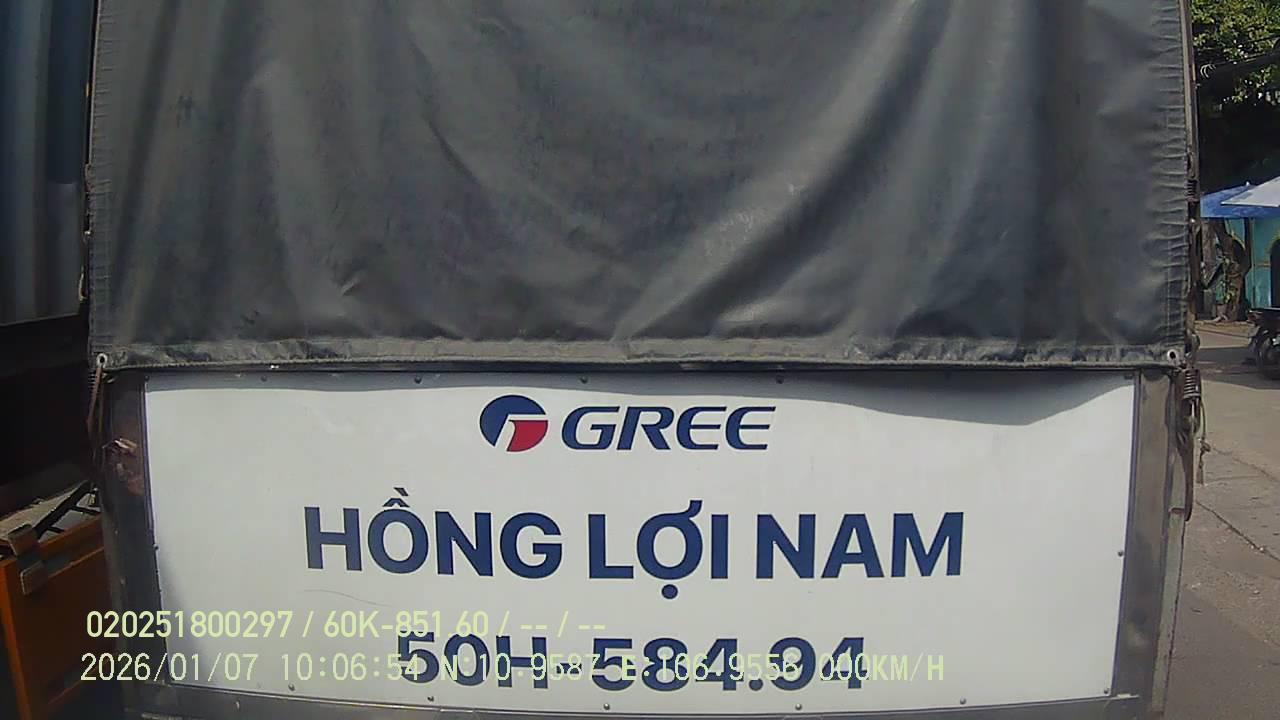 GREE
HỒNG LỢI NAM
50H-584.94
020251800297 / 60K-851.60 / -- / --
2026/01/07 10:06:54 N:10.9587 E:106.9556 000KM/H